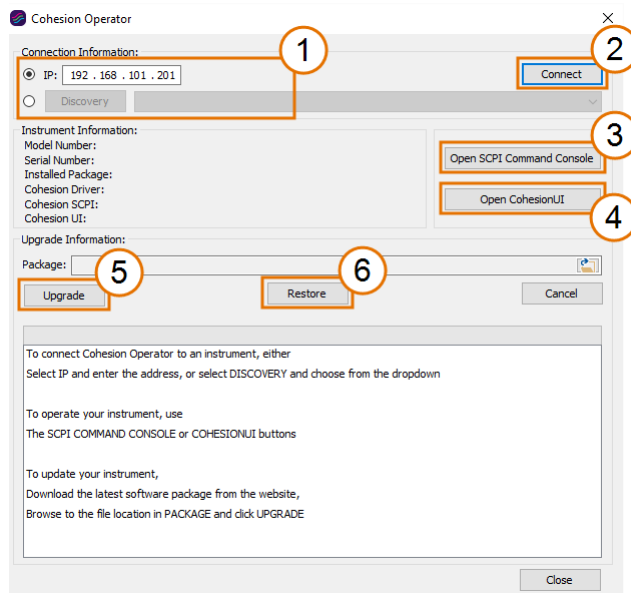 Cohesion Operator
Connection Information:
1
2
IP: 192 . 168 . 101 . 201
Connect
Discovery
Instrument Information:
Model Number:
Serial Number:
Installed Package:
Cohesion Driver:
Cohesion SCPI:
Cohesion UI:
3
Open SCPI Command Console
Open CohesionUI
4
Upgrade Information:
Package:
5
6
Upgrade
Restore
Cancel
To connect Cohesion Operator to an instrument, either
Select IP and enter the address, or select DISCOVERY and choose from the dropdown
To operate your instrument, use
The SCPI COMMAND CONSOLE or COHESIONUI buttons
To update your instrument,
Download the latest software package from the website,
Browse to the file location in PACKAGE and click UPGRADE
Close